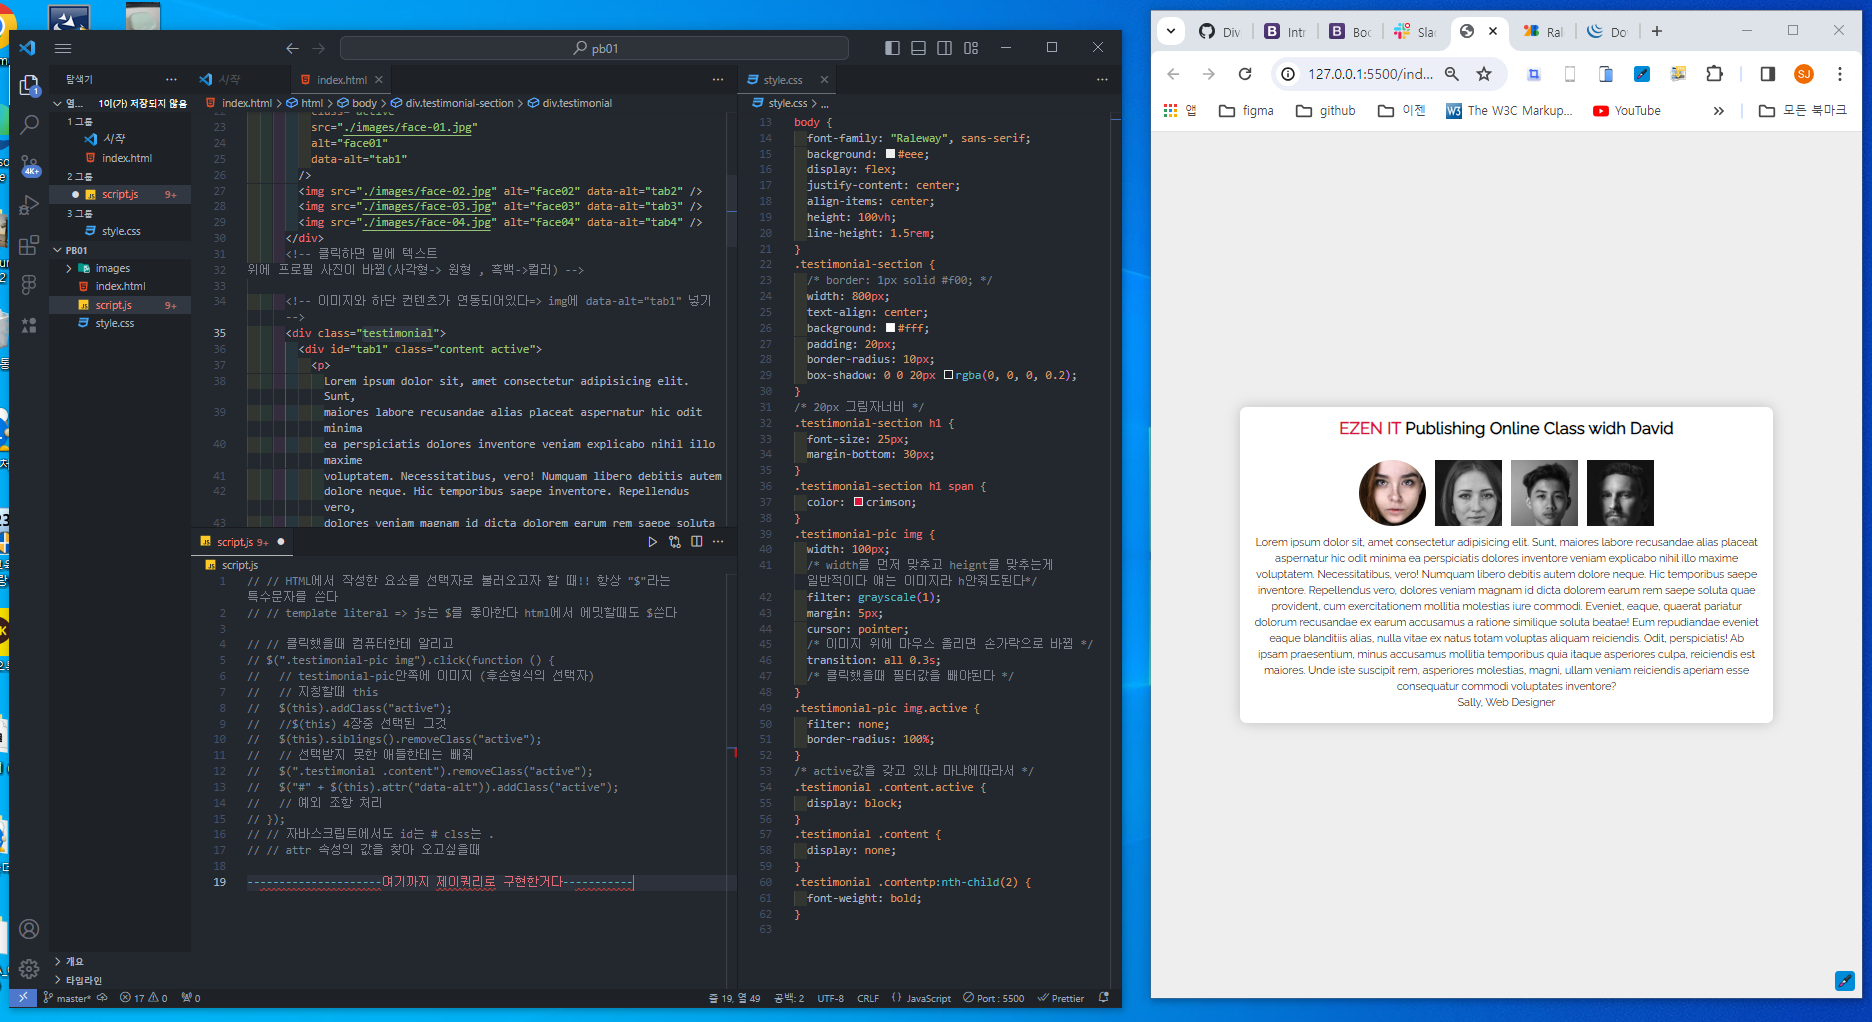 pb01
탐색기
열... 1이(가) 저장되지 않음
1 그룹
시작
index.html
2 그룹
script.js 9+
3 그룹
style.css
PB01
images
index.html
script.js 9+
style.css
개요
타임라인
1
4K+
시작
index.html
index.html > html > body > div.testimonial-section > div.testimonial
22 class="active"
23 src="./images/face-01.jpg"
24 alt="face01"
25 data-alt="tab1"
26 />
27 <img src="./images/face-02.jpg" alt="face02" data-alt="tab2" />
28 <img src="./images/face-03.jpg" alt="face03" data-alt="tab3" />
29 <img src="./images/face-04.jpg" alt="face04" data-alt="tab4" />
30 </div>
31 <!-- 클릭하면 밑에 텍스트
32 위에 프로필 사진이 바뀜(사각형-> 원형 , 흑백->컬러) -->
33
34 <!-- 이미지와 하단 컨텐츠가 연동되어있다=> img에 data-alt="tab1" 넣기
-->
35 <div class="testimonial">
36 <div id="tab1" class="content active">
37 <p>
38 Lorem ipsum dolor sit, amet consectetur adipisicing elit.
Sunt,
39 maiores labore recusandae alias placeat aspernatur hic odit
minima
40 ea perspiciatis dolores inventore veniam explicabo nihil illo
maxime
41 voluptatem. Necessitatibus, vero! Numquam libero debitis autem
42 dolore neque. Hic temporibus saepe inventore. Repellendus
vero,
43 dolores veniam magnam id dicta dolorem earum rem saepe soluta
script.js 9+
script.js
1 // // HTML에서 작성한 요소를 선택자로 불러오고자 할 때!! 항상 "$"라는
특수문자를 쓴다
2 // // template literal => js는 $를 좋아한다 html에서 에밋할때도 $쓴다
3
4 // // 클릭했을때 컴퓨터한테 알리고
5 // $(".testimonial-pic img").click(function () {
6 //   // testimonial-pic안쪽에 이미지 (후손형식의 선택자)
7 //   // 지칭할때 this
8 //   $(this).addClass("active");
9 //   //$(this) 4장중 선택된 그것
10 //   $(this).siblings().removeClass("active");
11 //   // 선택받지 못한 애들한테는 빼줘
12 //   $(".testimonial .content").removeClass("active");
13 //   $("#" + $(this).attr("data-alt")).addClass("active");
14 //   // 예외 조항 처리
15 // });
16 // // 자바스크립트에서도 id는 # clss는 .
17 // // attr 속성의 값을 찾아 오고싶을때
18
19 ---------------------여기까지 제이쿼리로 구현한거다-----------
style.css
style.css > ...
13 body {
14 font-family: "Raleway", sans-serif;
15 background: #eee;
16 display: flex;
17 justify-content: center;
18 align-items: center;
19 height: 100vh;
20 line-height: 1.5rem;
21 }
22 .testimonial-section {
23 /* border: 1px solid #f00; */
24 width: 800px;
25 text-align: center;
26 background: #fff;
27 padding: 20px;
28 border-radius: 10px;
29 box-shadow: 0 0 20px rgba(0, 0, 0, 0.2);
30 }
31 /* 20px 그림자너비 */
32 .testimonial-section h1 {
33 font-size: 25px;
34 margin-bottom: 30px;
35 }
36 .testimonial-section h1 span {
37 color: crimson;
38 }
39 .testimonial-pic img {
40 width: 100px;
41 /* width를 먼저 맞추고 heignt를 맞추는게
일반적이다 얘는 이미지라 h안줘도된다*/
42 filter: grayscale(1);
43 margin: 5px;
44 cursor: pointer;
45 /* 이미지 위에 마우스 올리면 손가락으로 바뀜 */
46 transition: all 0.3s;
47 /* 클릭했을때 필터값을 빼야된다 */
48 }
49 .testimonial-pic img.active {
50 filter: none;
51 border-radius: 100%;
52 }
53 /* active값을 갖고 있냐 마냐에따라서 */
54 .testimonial .content.active {
55 display: block;
56 }
57 .testimonial .content {
58 display: none;
59 }
60 .testimonial .contentp:nth-child(2) {
61 font-weight: bold;
62 }
63
master* 17 0 0
줄 19, 열 49 공백: 2 UTF-8 CRLF {} JavaScript Port : 5500 Prettier
Div Intr Boo Slac Ral Do
127.0.0.1:5500/ind...
SJ
앱 figma github 이젠 The W3C Markup... YouTube » 모든 북마크
EZEN IT Publishing Online Class widh David
Lorem ipsum dolor sit, amet consectetur adipisicing elit. Sunt, maiores labore recusandae alias placeat
aspernatur hic odit minima ea perspiciatis dolores inventore veniam explicabo nihil illo maxime
voluptatem. Necessitatibus, vero! Numquam libero debitis autem dolore neque. Hic temporibus saepe
inventore. Repellendus vero, dolores veniam magnam id dicta dolorem earum rem saepe soluta quae
provident, cum exercitationem mollitia molestias iure commodi. Eveniet, eaque, quaerat pariatur
dolorum recusandae ex earum accusamus a ratione similique soluta beatae! Eum repudiandae eveniet
eaque blanditiis alias, nulla vitae ex natus totam voluptas aliquam reiciendis. Odit, perspiciatis! Ab
ipsam praesentium, minus accusamus mollitia temporibus quia itaque asperiores culpa, reiciendis est
maiores. Unde iste suscipit rem, asperiores molestias, magni, ullam veniam reiciendis aperiam esse
consequatur commodi voluptates inventore?
Sally, Web Designer